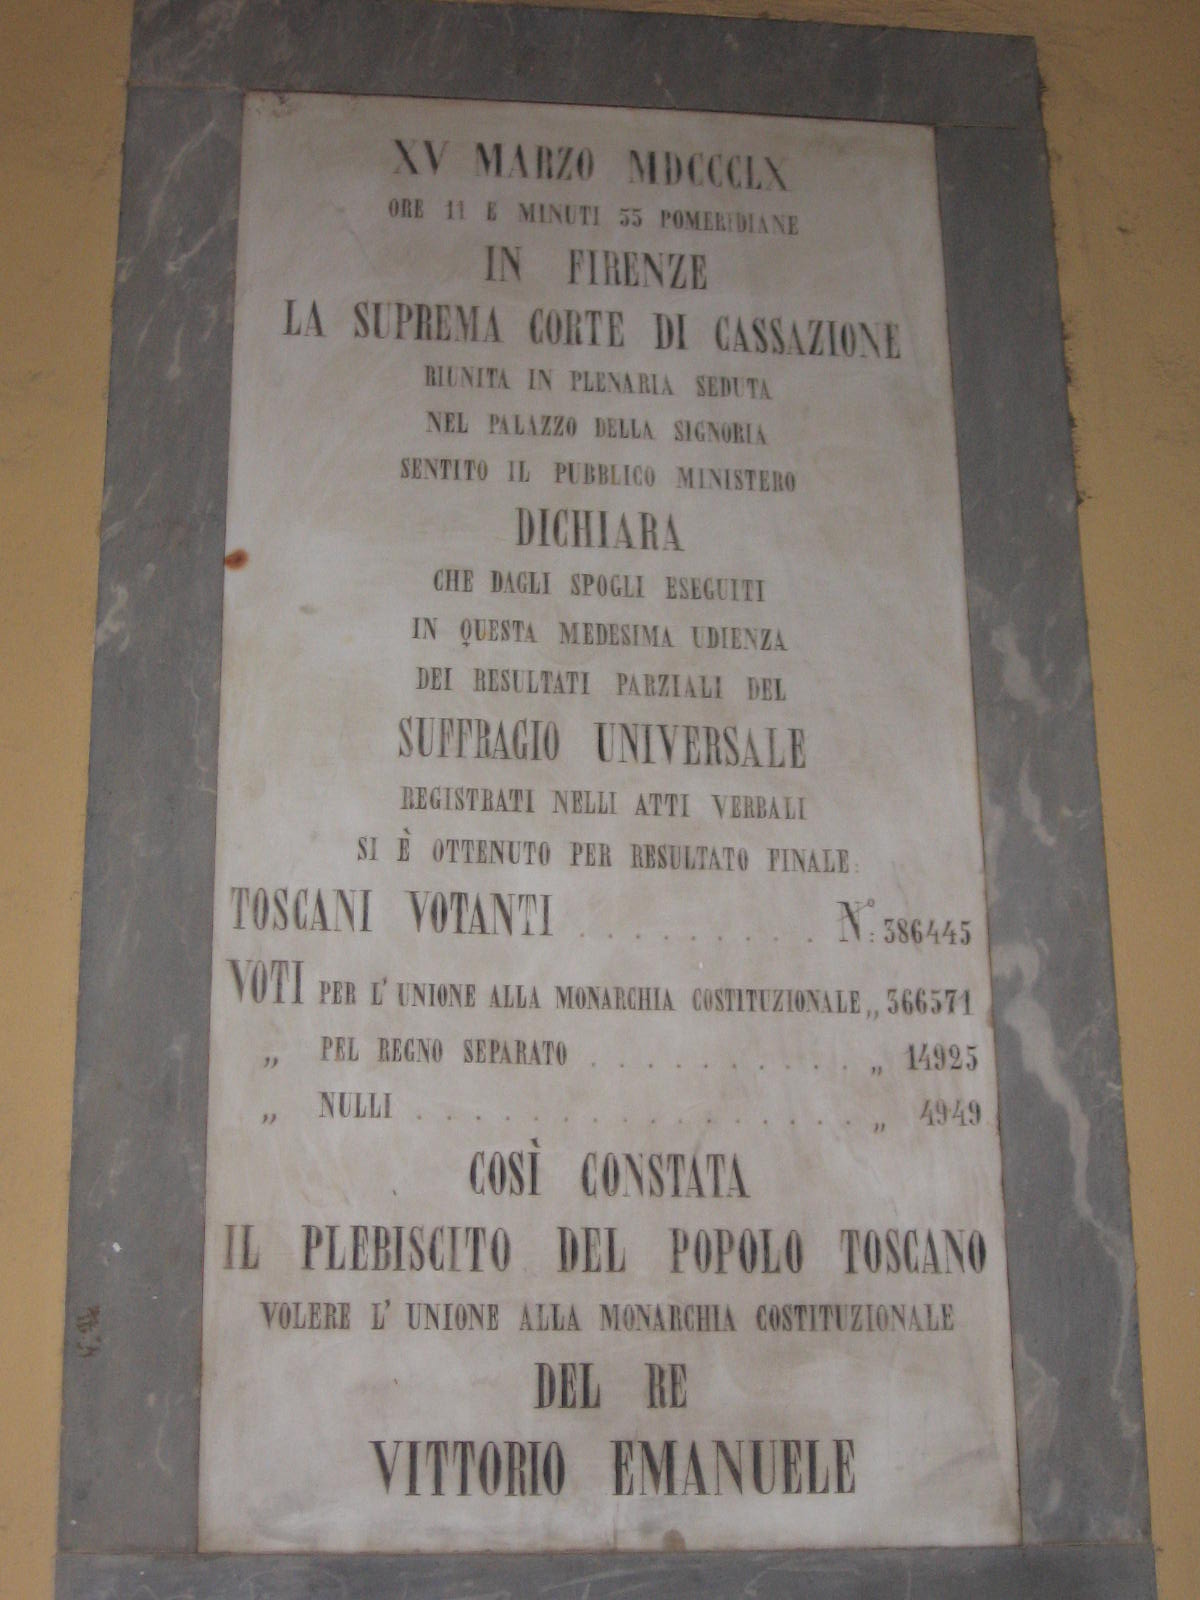 XV MARZO MDCCCLX
ORE 11 E MINUTI 55 POMERIDIANE
IN FIRENZE
LA SUPREMA CORTE DI CASSAZIONE
RIUNITA IN PLENARIA SEDUTA
NEL PALAZZO DELLA SIGNORIA
SENTITO IL PUBBLICO MINISTERO
DICHIARA
CHE DAGLI SPOGLI ESEGUITI
IN QUESTA MEDESIMA UDIENZA
DEI RESULTATI PARZIALI DEL
SUFFRAGIO UNIVERSALE
REGISTRATI NELLI ATTI VERBALI
SI È OTTENUTO PER RESULTATO FINALE:
TOSCANI VOTANTI . . . . . . . . . . N.º: 386445
VOTI PER L' UNIONE ALLA MONARCHIA COSTITUZIONALE „ 366571
„ PEL REGNO SEPARATO . . . . . . . . . . . „ 14925
„ NULLI . . . . . . . . . . . . . . . . . „ 4949
COSÌ CONSTATA
IL PLEBISCITO DEL POPOLO TOSCANO
VOLERE L' UNIONE ALLA MONARCHIA COSTITUZIONALE
DEL RE
VITTORIO EMANUELE